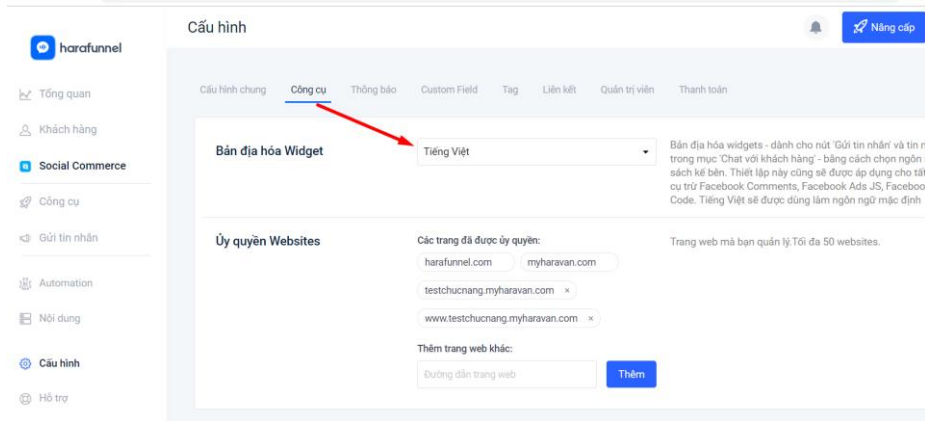 Cấu hình
Nâng cấp
harafunnel
Tổng quan
Khách hàng
Social Commerce
Công cụ
Gửi tin nhắn
Automation
Nội dung
Cấu hình
Hỗ trợ
Cấu hình chung Công cụ Thông báo Custom Field Tag Liên kết Quản trị viên Thanh toán
Bản địa hóa Widget
Tiếng Việt
Bản địa hóa widgets - dành cho nút 'Gửi tin nhắn' và tin n
trong mục 'Chat với khách hàng' - bằng cách chọn ngôn
sách kế bên. Thiết lập này cũng sẽ được áp dụng cho tất
cụ trừ Facebook Comments, Facebook Ads JS, Faceboo
Code. Tiếng Việt sẽ được dùng làm ngôn ngữ mặc định
Ủy quyền Websites
Các trang đã được ủy quyền:
harafunnel.com myharavan.com
testchucnang.myharavan.com ×
www.testchucnang.myharavan.com ×
Thêm trang web khác:
Đường dẫn trang web Thêm
Trang web mà bạn quản lý.Tối đa 50 websites.